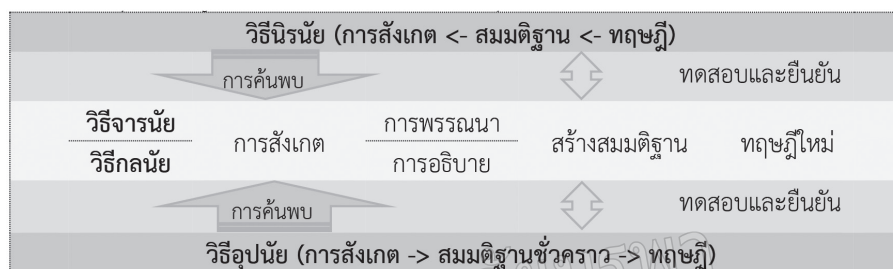 วิธีนิรนัย (การสังเกต <- สมมติฐาน <- ทฤษฎี)
การค้นพบ ทดสอบและยืนยัน
วิธีจารนัย
วิธีกลนัย
การสังเกต
การพรรณนา
การอธิบาย
สร้างสมมติฐาน ทฤษฎีใหม่
การค้นพบ ทดสอบและยืนยัน
วิธีอุปนัย (การสังเกต -> สมมติฐานชั่วคราว -> ทฤษฎี)